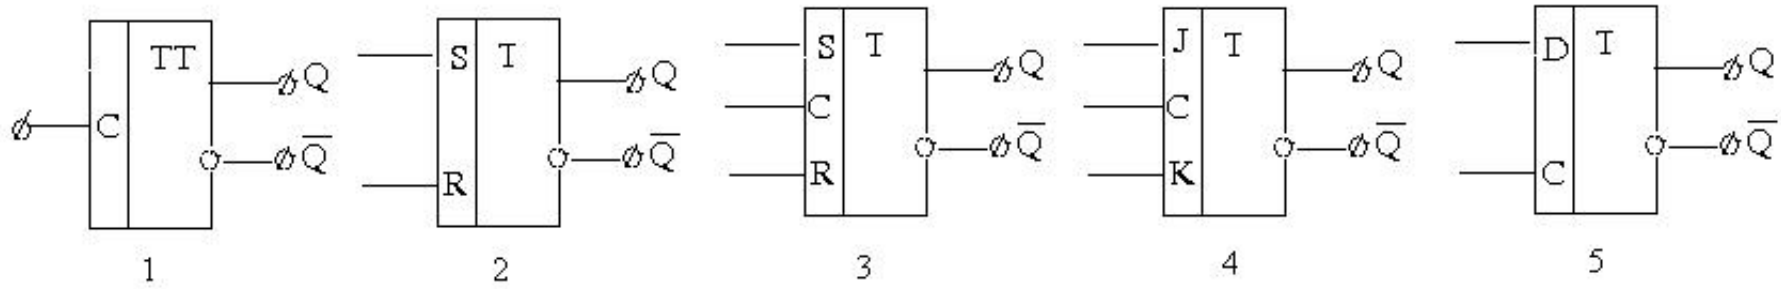 TT C Q Q̅
S T R Q Q̅
S T C R Q Q̅
J T C K Q Q̅
D T C Q Q̅
1 2 3 4 5